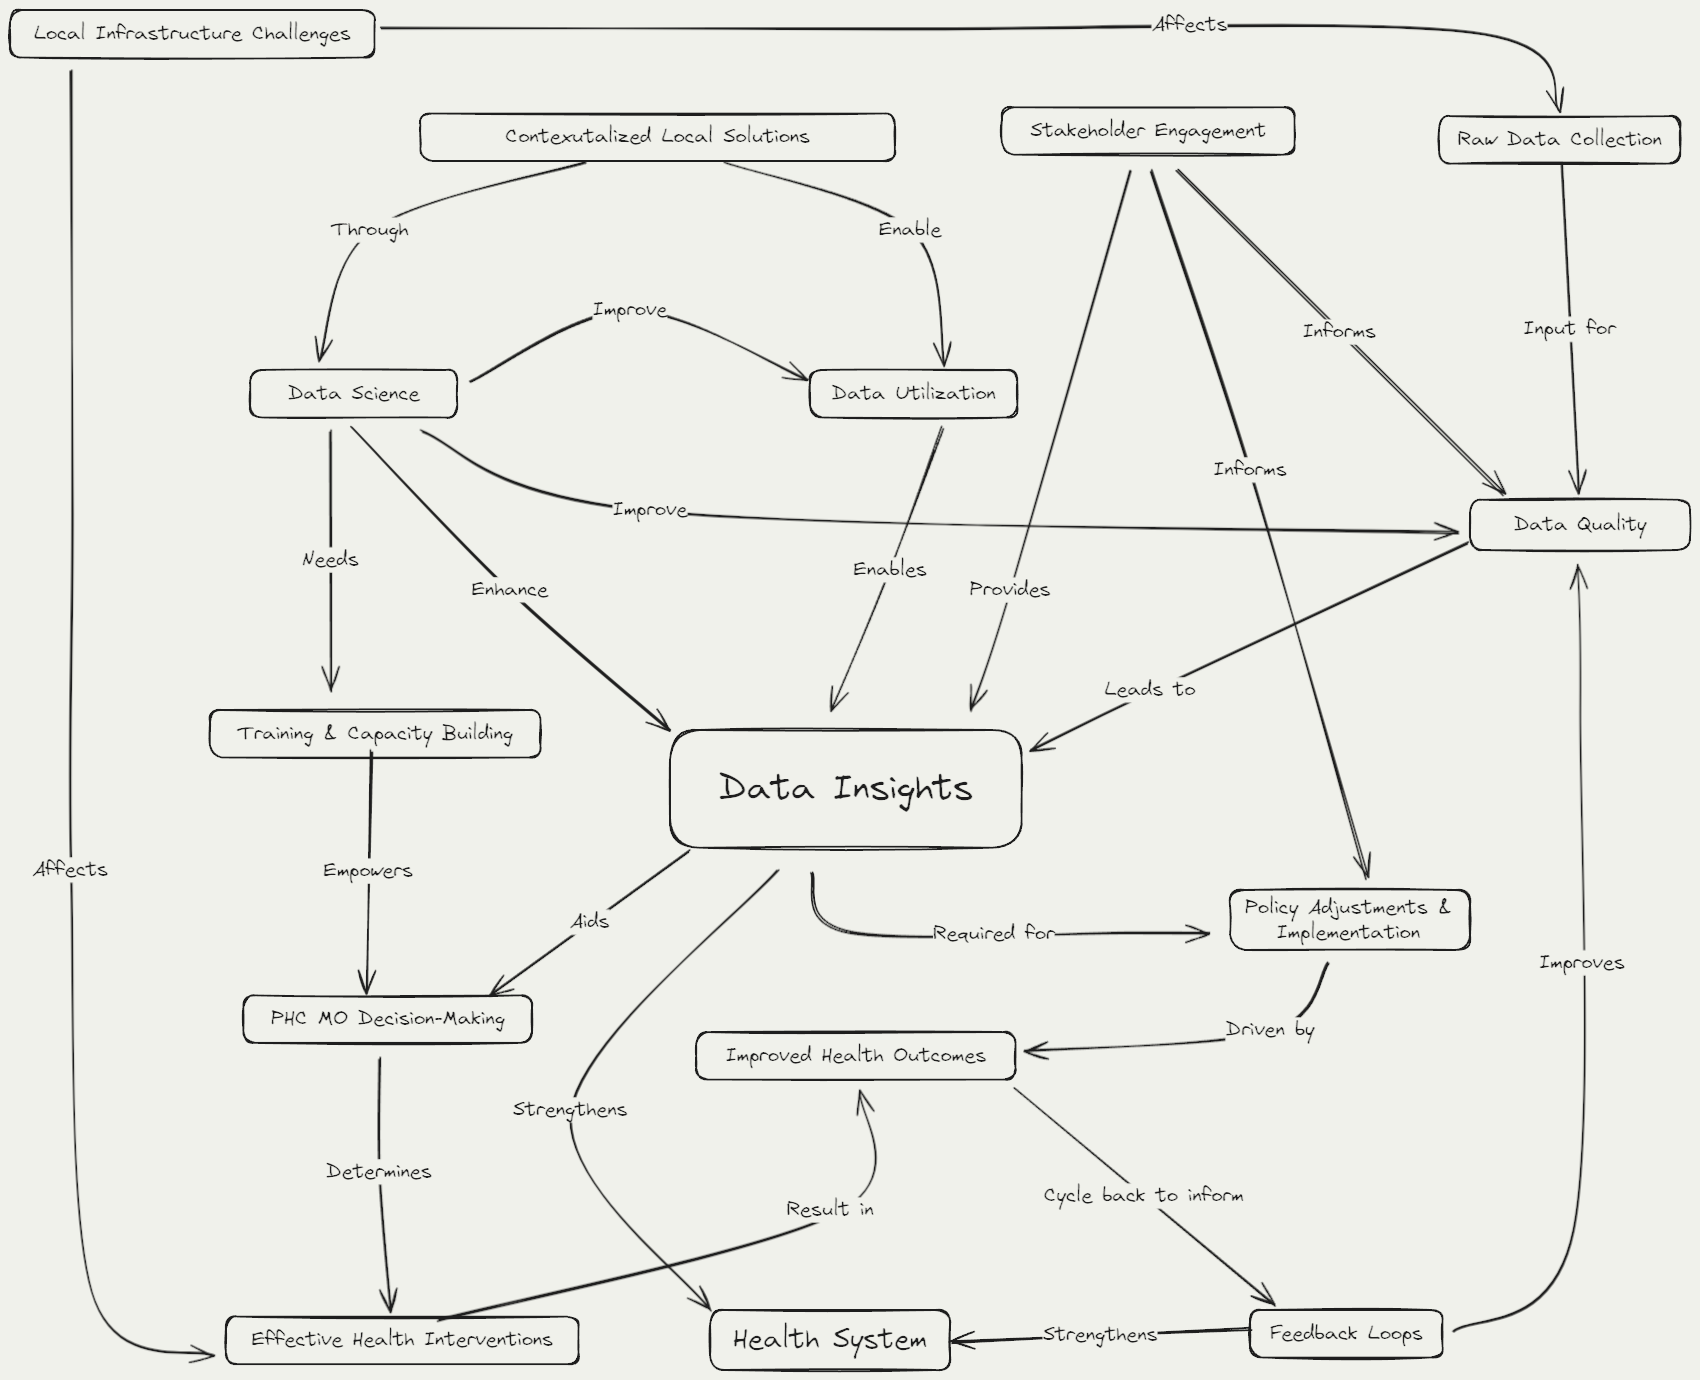 Local Infrastructure Challenges
Affects
Contexutalized Local Solutions
Stakeholder Engagement
Raw Data Collection
Through
Enable
Improve
Informs
Input for
Data Science
Data Utilization
Informs
Improve
Data Quality
Needs
Enhance
Enables
Provides
Leads to
Training & Capacity Building
Data Insights
Affects
Empowers
Aids
Required for
Policy Adjustments &
Implementation
Improves
PHC MO Decision-Making
Driven by
Improved Health Outcomes
Strengthens
Determines
Result in
Cycle back to inform
Effective Health Interventions
Health System
Strengthens
Feedback Loops